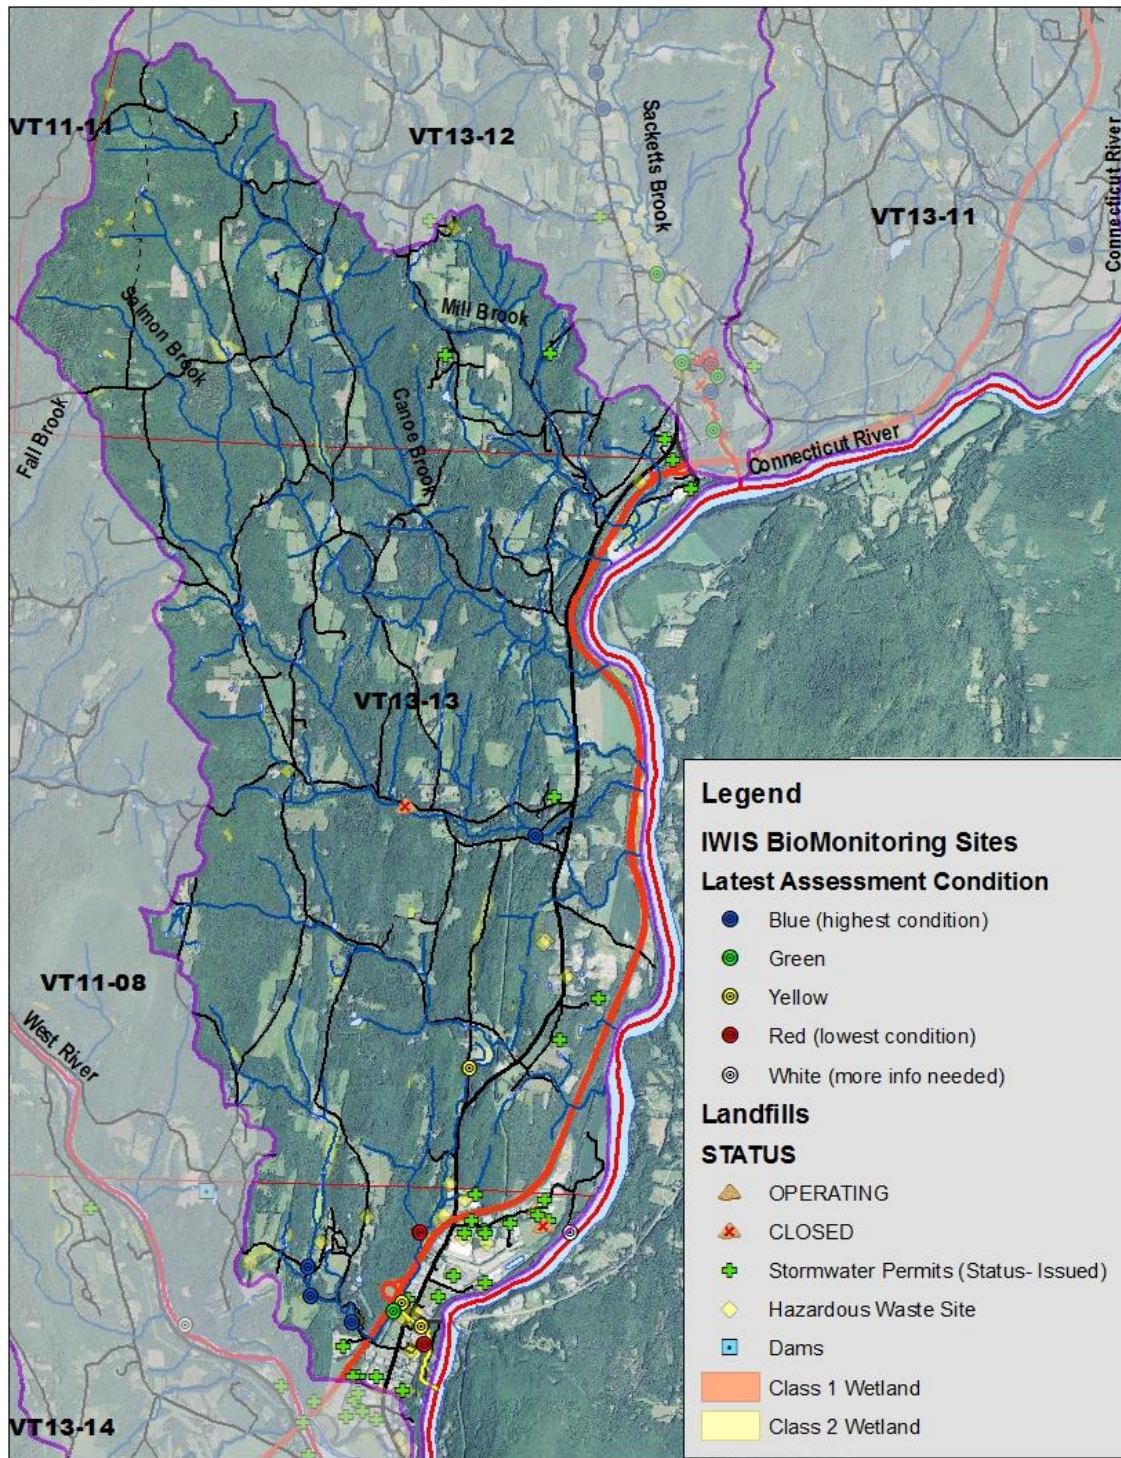 VT11-11
VT13-12
Sacketts Brook
VT13-11
Connecticut River
Mill Brook
Salmon Brook
Canoe Brook
Fall Brook
Connecticut River
VT13-13
VT11-08
West River
VT13-14
Legend
IWIS BioMonitoring Sites
Latest Assessment Condition
Blue (highest condition)
Green
Yellow
Red (lowest condition)
White (more info needed)
Landfills
STATUS
OPERATING
CLOSED
Stormwater Permits (Status- Issued)
Hazardous Waste Site
Dams
Class 1 Wetland
Class 2 Wetland